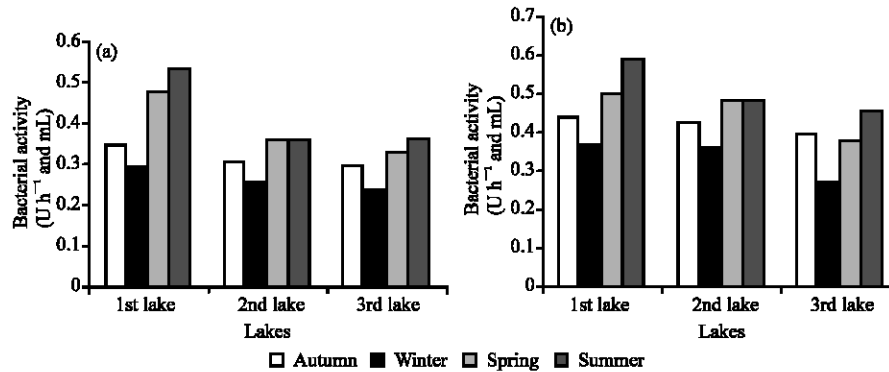 (a)
0.6
0.5
0.3
0.3
0.2
0.1
0
Bacterial activity
(U h⁻¹ and mL)
1st lake 2nd lake 3rd lake
Lakes
(b)
0.7
0.6
0.5
0.4
0.3
0.2
0.1
0
Bacterial activity
(U h⁻¹ and mL)
1st lake 2nd lake 3rd lake
Lakes
Autumn Winter Spring Summer